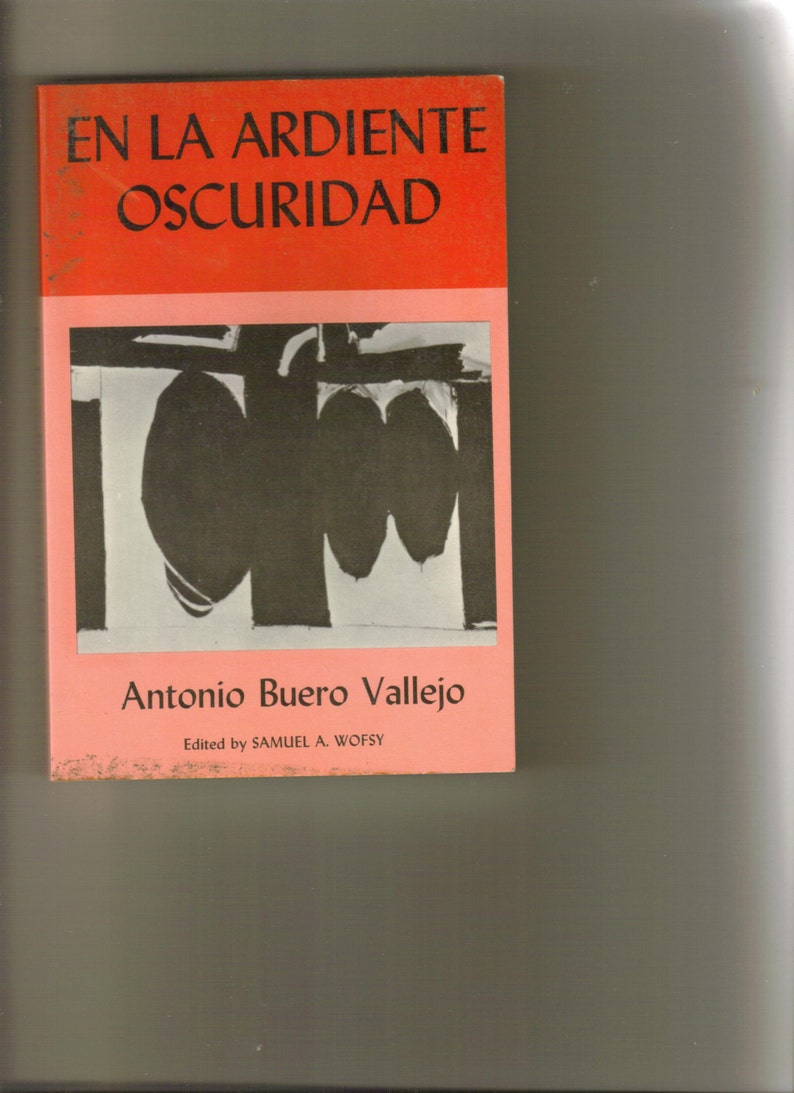 EN LA ARDIENTE
OSCURIDAD
Antonio Buero Vallejo
Edited by SAMUEL A. WOFSY